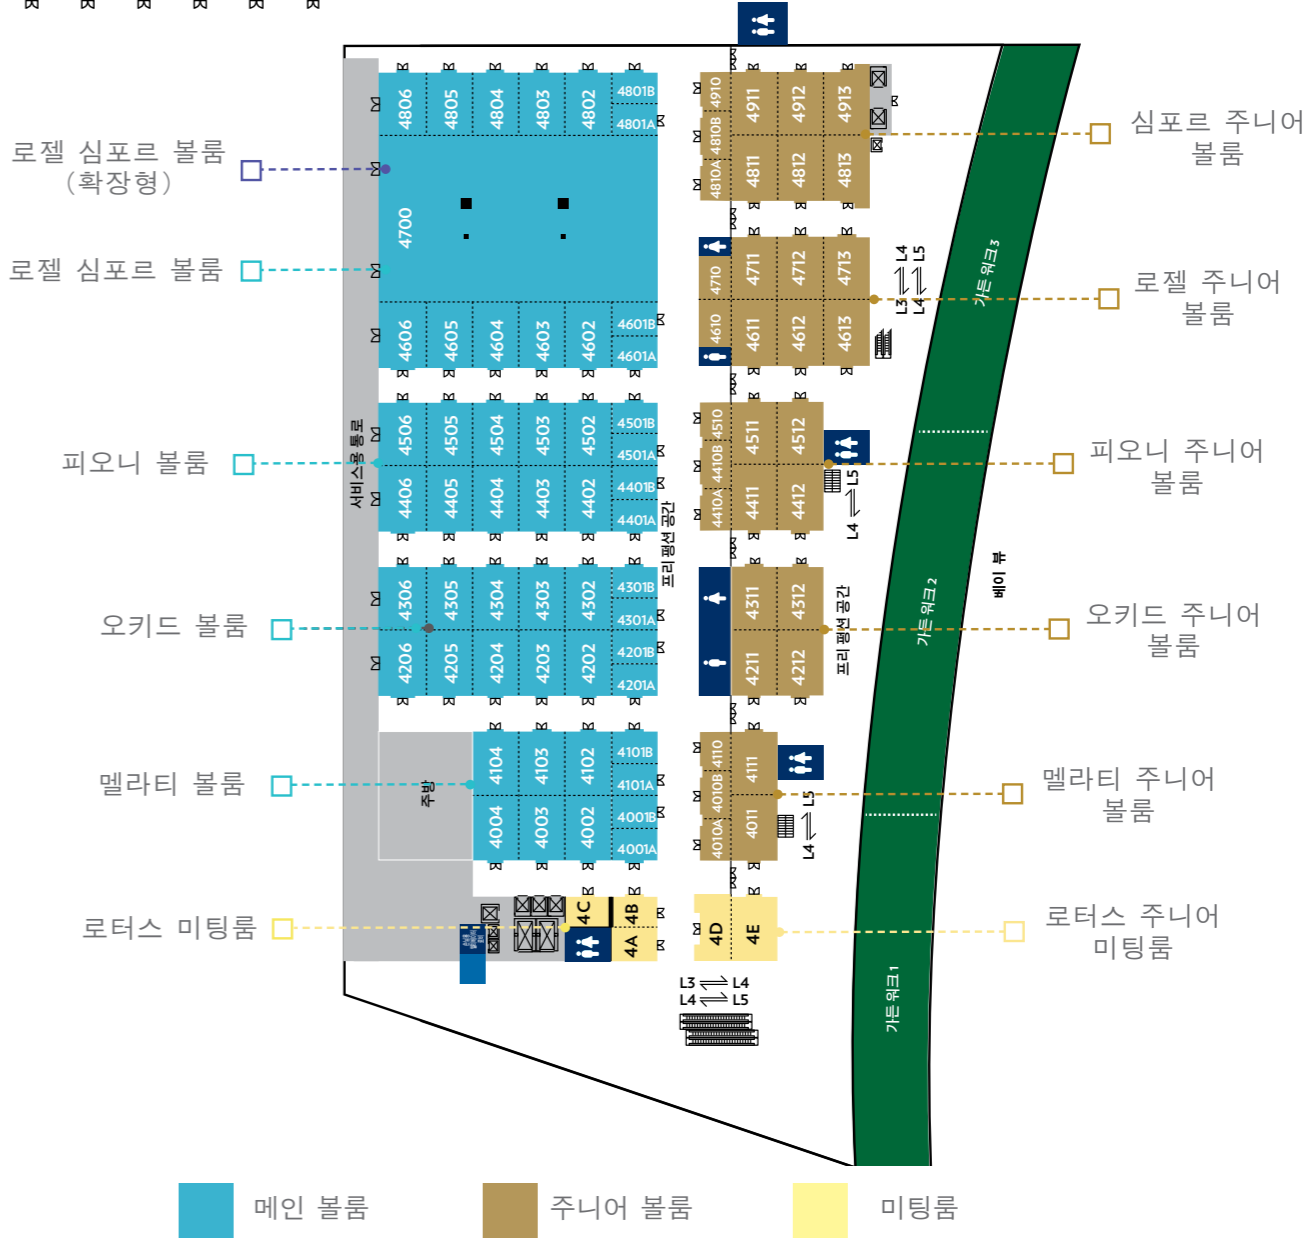 4806
4805
4804
4803
4802
4801B
4801A
4910
4810B
4810A
4911
4912
4913
4811
4812
4813
심포르 주니어
볼룸
로젤 심포르 볼룸
(확장형)
4700
로젤 심포르 볼룸
4710
4610
4711
4712
4713
4611
4612
4613
L3 L4
L4 L5
로젤 주니어
볼룸
가든 워크 3
4606
4605
4604
4603
4602
4601B
4601A
서비스용 통로
피오니 볼룸
4506
4505
4504
4503
4502
4501B
4501A
4406
4405
4404
4403
4402
4401B
4401A
프리 펑션 공간
4510
4410B
4410A
4511
4512
4411
4412
L4 L5
피오니 주니어
볼룸
베이 뷰
오키드 볼룸
4306
4305
4304
4303
4302
4301B
4301A
4206
4205
4204
4203
4202
4201B
4201A
4311
4312
4211
4212
프리 펑션 공간
가든 워크 2
오키드 주니어
볼룸
멜라티 볼룸
주방
4104
4103
4102
4101B
4101A
4004
4003
4002
4001B
4001A
4110
4010B
4010A
4111
4011
L4 L5
멜라티 주니어
볼룸
로터스 미팅룸
4C
4B
4A
4D
4E
로터스 주니어
미팅룸
L3 L4
L4 L5
가든 워크 1
메인 볼룸
주니어 볼룸
미팅룸